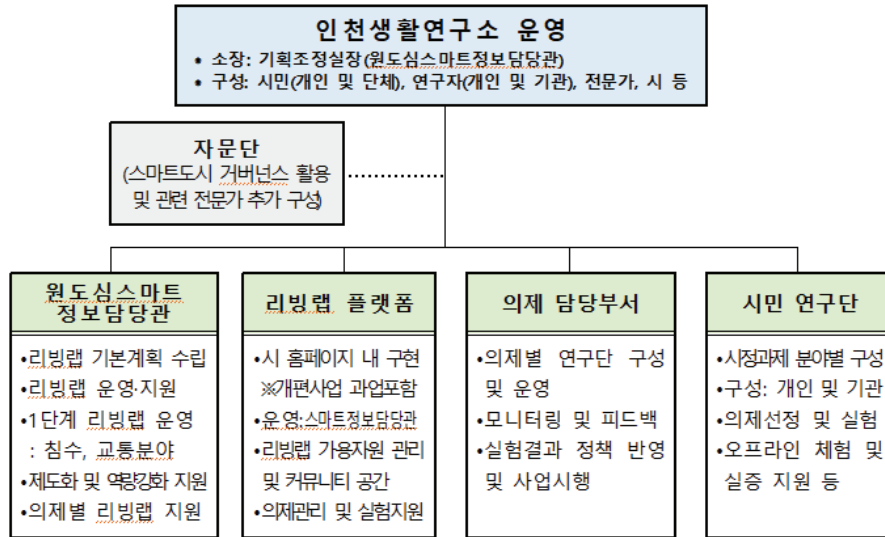 인천생활연구소 운영
• 소장: 기획조정실장(원도심스마트정보담당관)
• 구성: 시민(개인 및 단체), 연구자(개인 및 기관), 전문가, 시 등
자문단
(스마트도시 거버넌스 활용
및 관련 전문가 추가 구성)
원도심스마트
정보담당관
•리빙랩 기본계획 수립
•리빙랩 운영·지원
•1단계 리빙랩 운영
: 침수, 교통분야
•제도화 및 역량강화 지원
•의제별 리빙랩 지원
리빙랩 플랫폼
•시 홈페이지 내 구현
※개편사업 과업포함
•운영:스마트정보담당관
•리빙랩 가용자원 관리
및 커뮤니티 공간
•의제관리 및 실험지원
의제 담당부서
•의제별 연구단 구성
및 운영
•모니터링 및 피드백
•실험결과 정책 반영
및 사업시행
시민 연구단
•시정과제 분야별 구성
•구성: 개인 및 기관
•의제선정 및 실험
•오프라인 체험 및
실증 지원 등